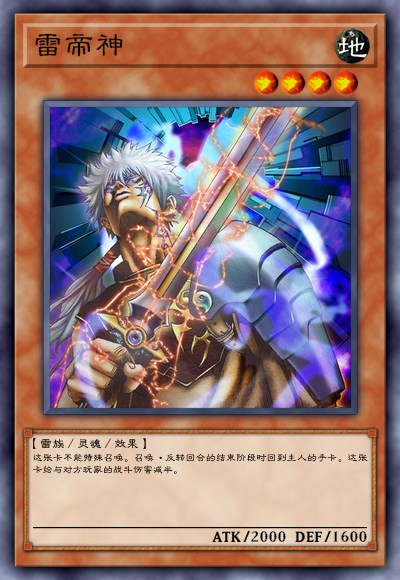 雷帝神
地
【雷族／灵魂／效果】
这张卡不能特殊召唤。召唤·反转回合的结束阶段时回到主人的手卡。这张
卡给与对方玩家的战斗伤害减半。
ATK/2000 DEF/1600